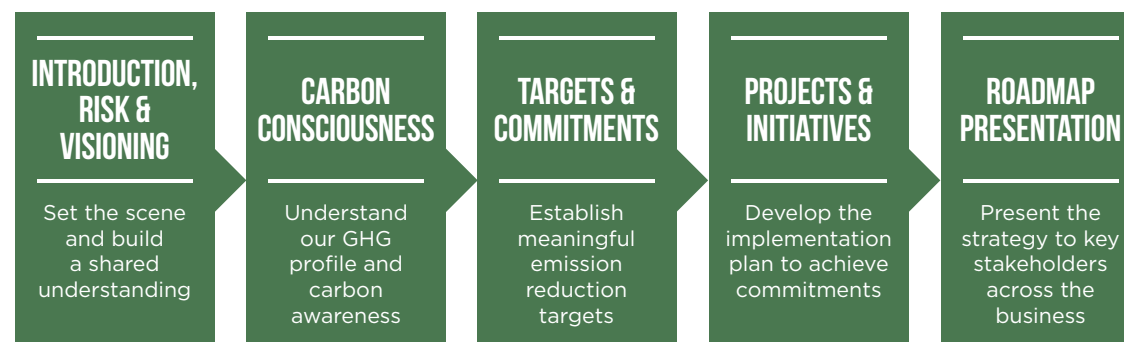 INTRODUCTION,
RISK &
VISIONING
Set the scene
and build
a shared
understanding
CARBON
CONSCIOUSNESS
Understand
our GHG
profile and
carbon
awareness
TARGETS &
COMMITMENTS
Establish
meaningful
emission
reduction
targets
PROJECTS &
INITIATIVES
Develop the
implementation
plan to achieve
commitments
ROADMAP
PRESENTATION
Present the
strategy to key
stakeholders
across the
business